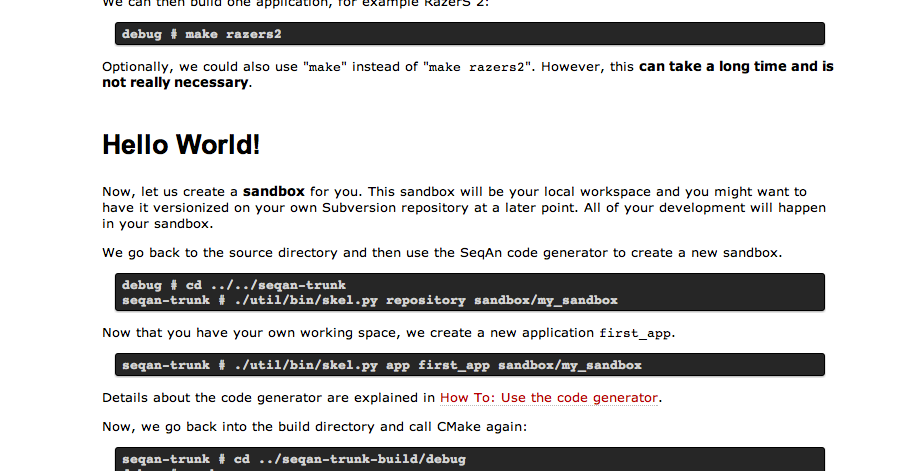 We can then build one application, for example RazerS 2:
debug # make razers2
Optionally, we could also use "make" instead of "make razers2". However, this can take a long time and is
not really necessary.
Hello World!
Now, let us create a sandbox for you. This sandbox will be your local workspace and you might want to
have it versionized on your own Subversion repository at a later point. All of your development will happen
in your sandbox.
We go back to the source directory and then use the SeqAn code generator to create a new sandbox.
debug # cd ../../seqan-trunk
seqan-trunk # ./util/bin/skel.py repository sandbox/my_sandbox
Now that you have your own working space, we create a new application first_app.
seqan-trunk # ./util/bin/skel.py app first_app sandbox/my_sandbox
Details about the code generator are explained in How To: Use the code generator.
Now, we go back into the build directory and call CMake again:
seqan-trunk # cd ../seqan-trunk-build/debug